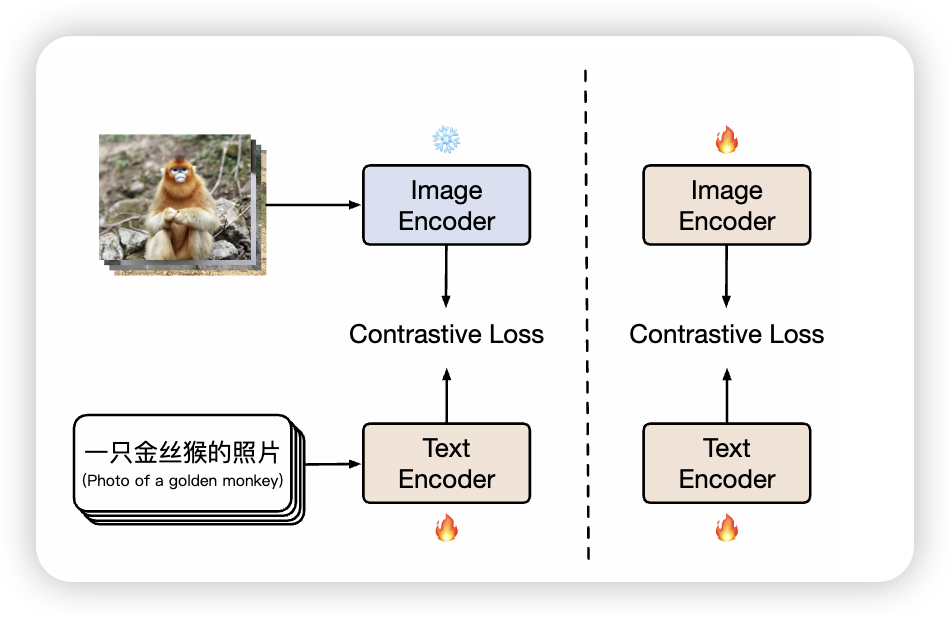 Image
Encoder
Contrastive Loss
一只金丝猴的照片
(Photo of a golden monkey)
Text
Encoder
Image
Encoder
Contrastive Loss
Text
Encoder